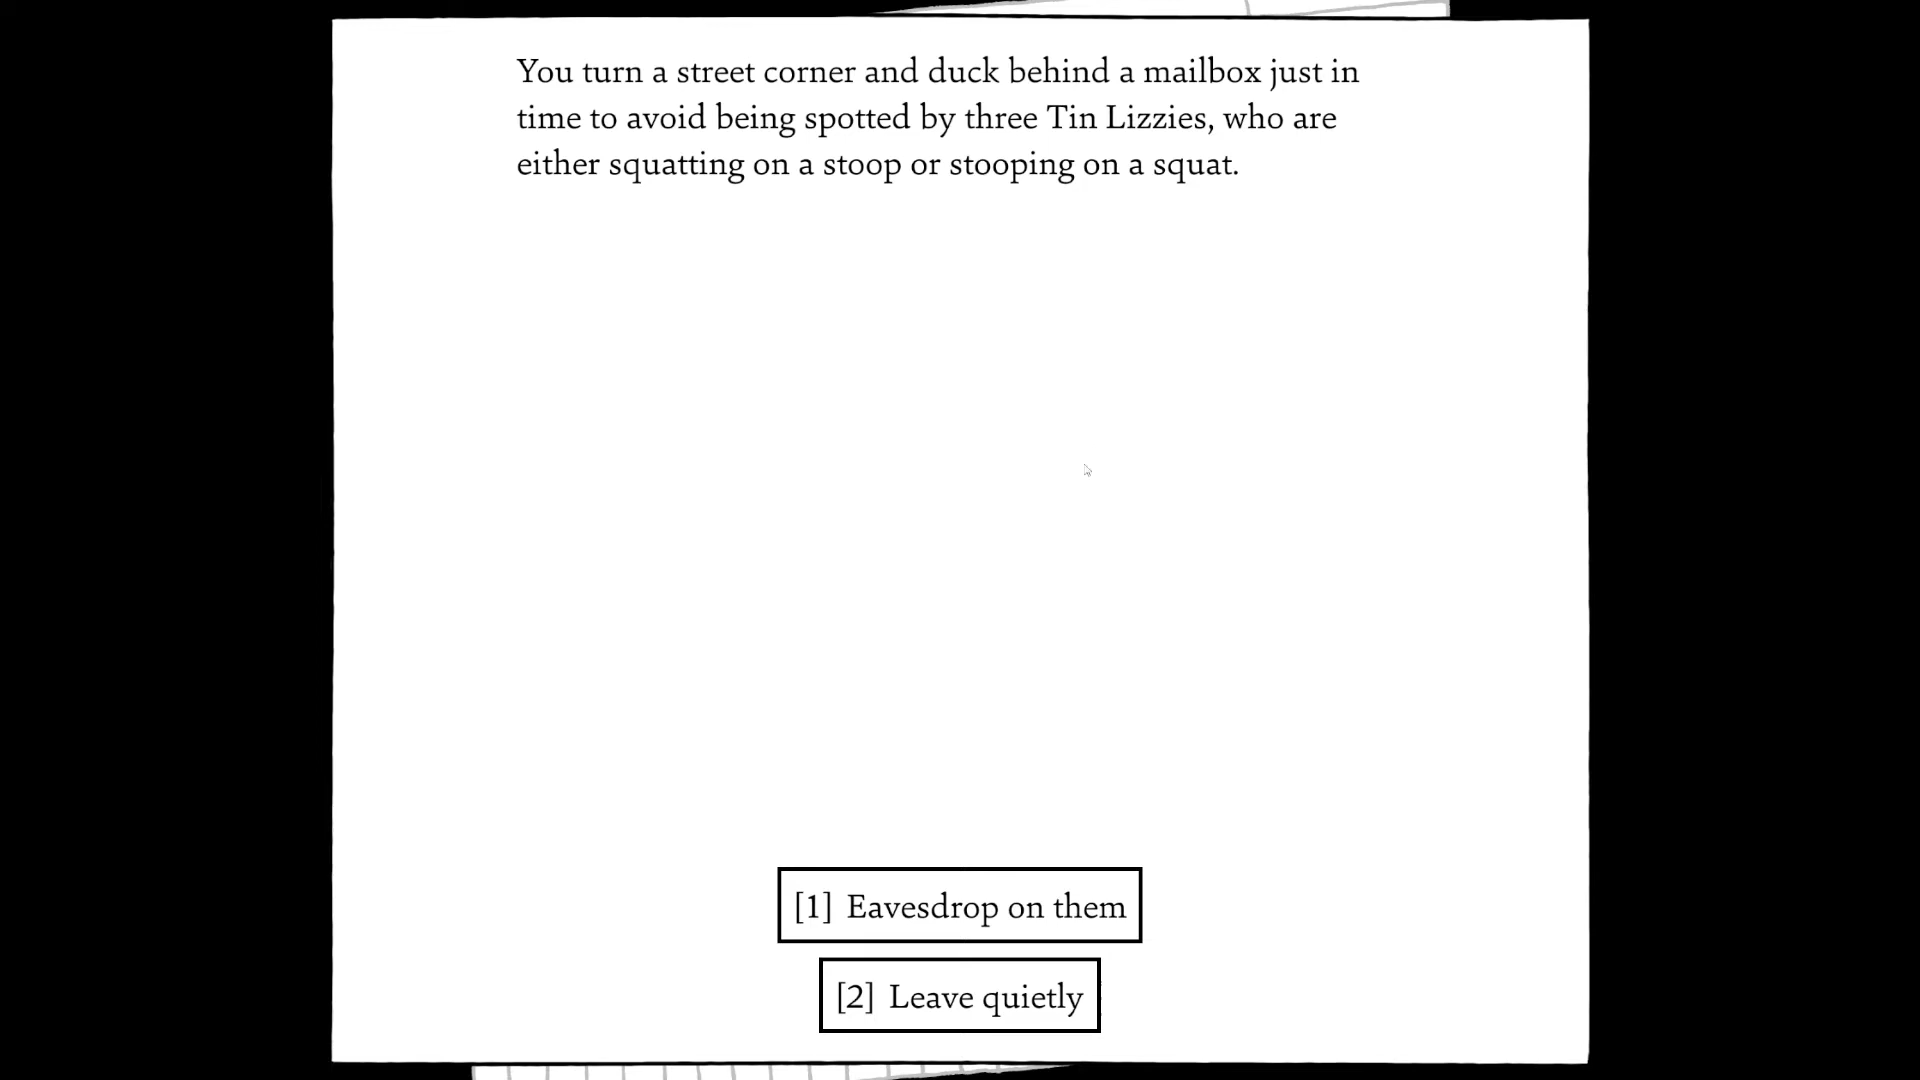 You turn a street corner and duck behind a mailbox just in
time to avoid being spotted by three Tin Lizzies, who are
either squatting on a stoop or stooping on a squat.
[1] Eavesdrop on them
[2] Leave quietly